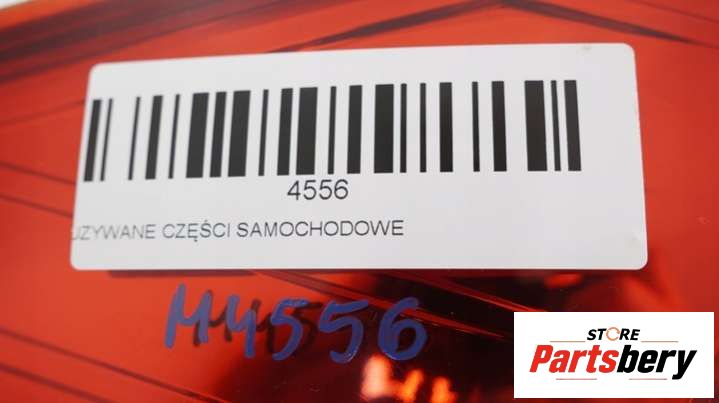 4556
UZYWANE CZĘŚCI SAMOCHODOWE
M4556
STORE
Partsbery